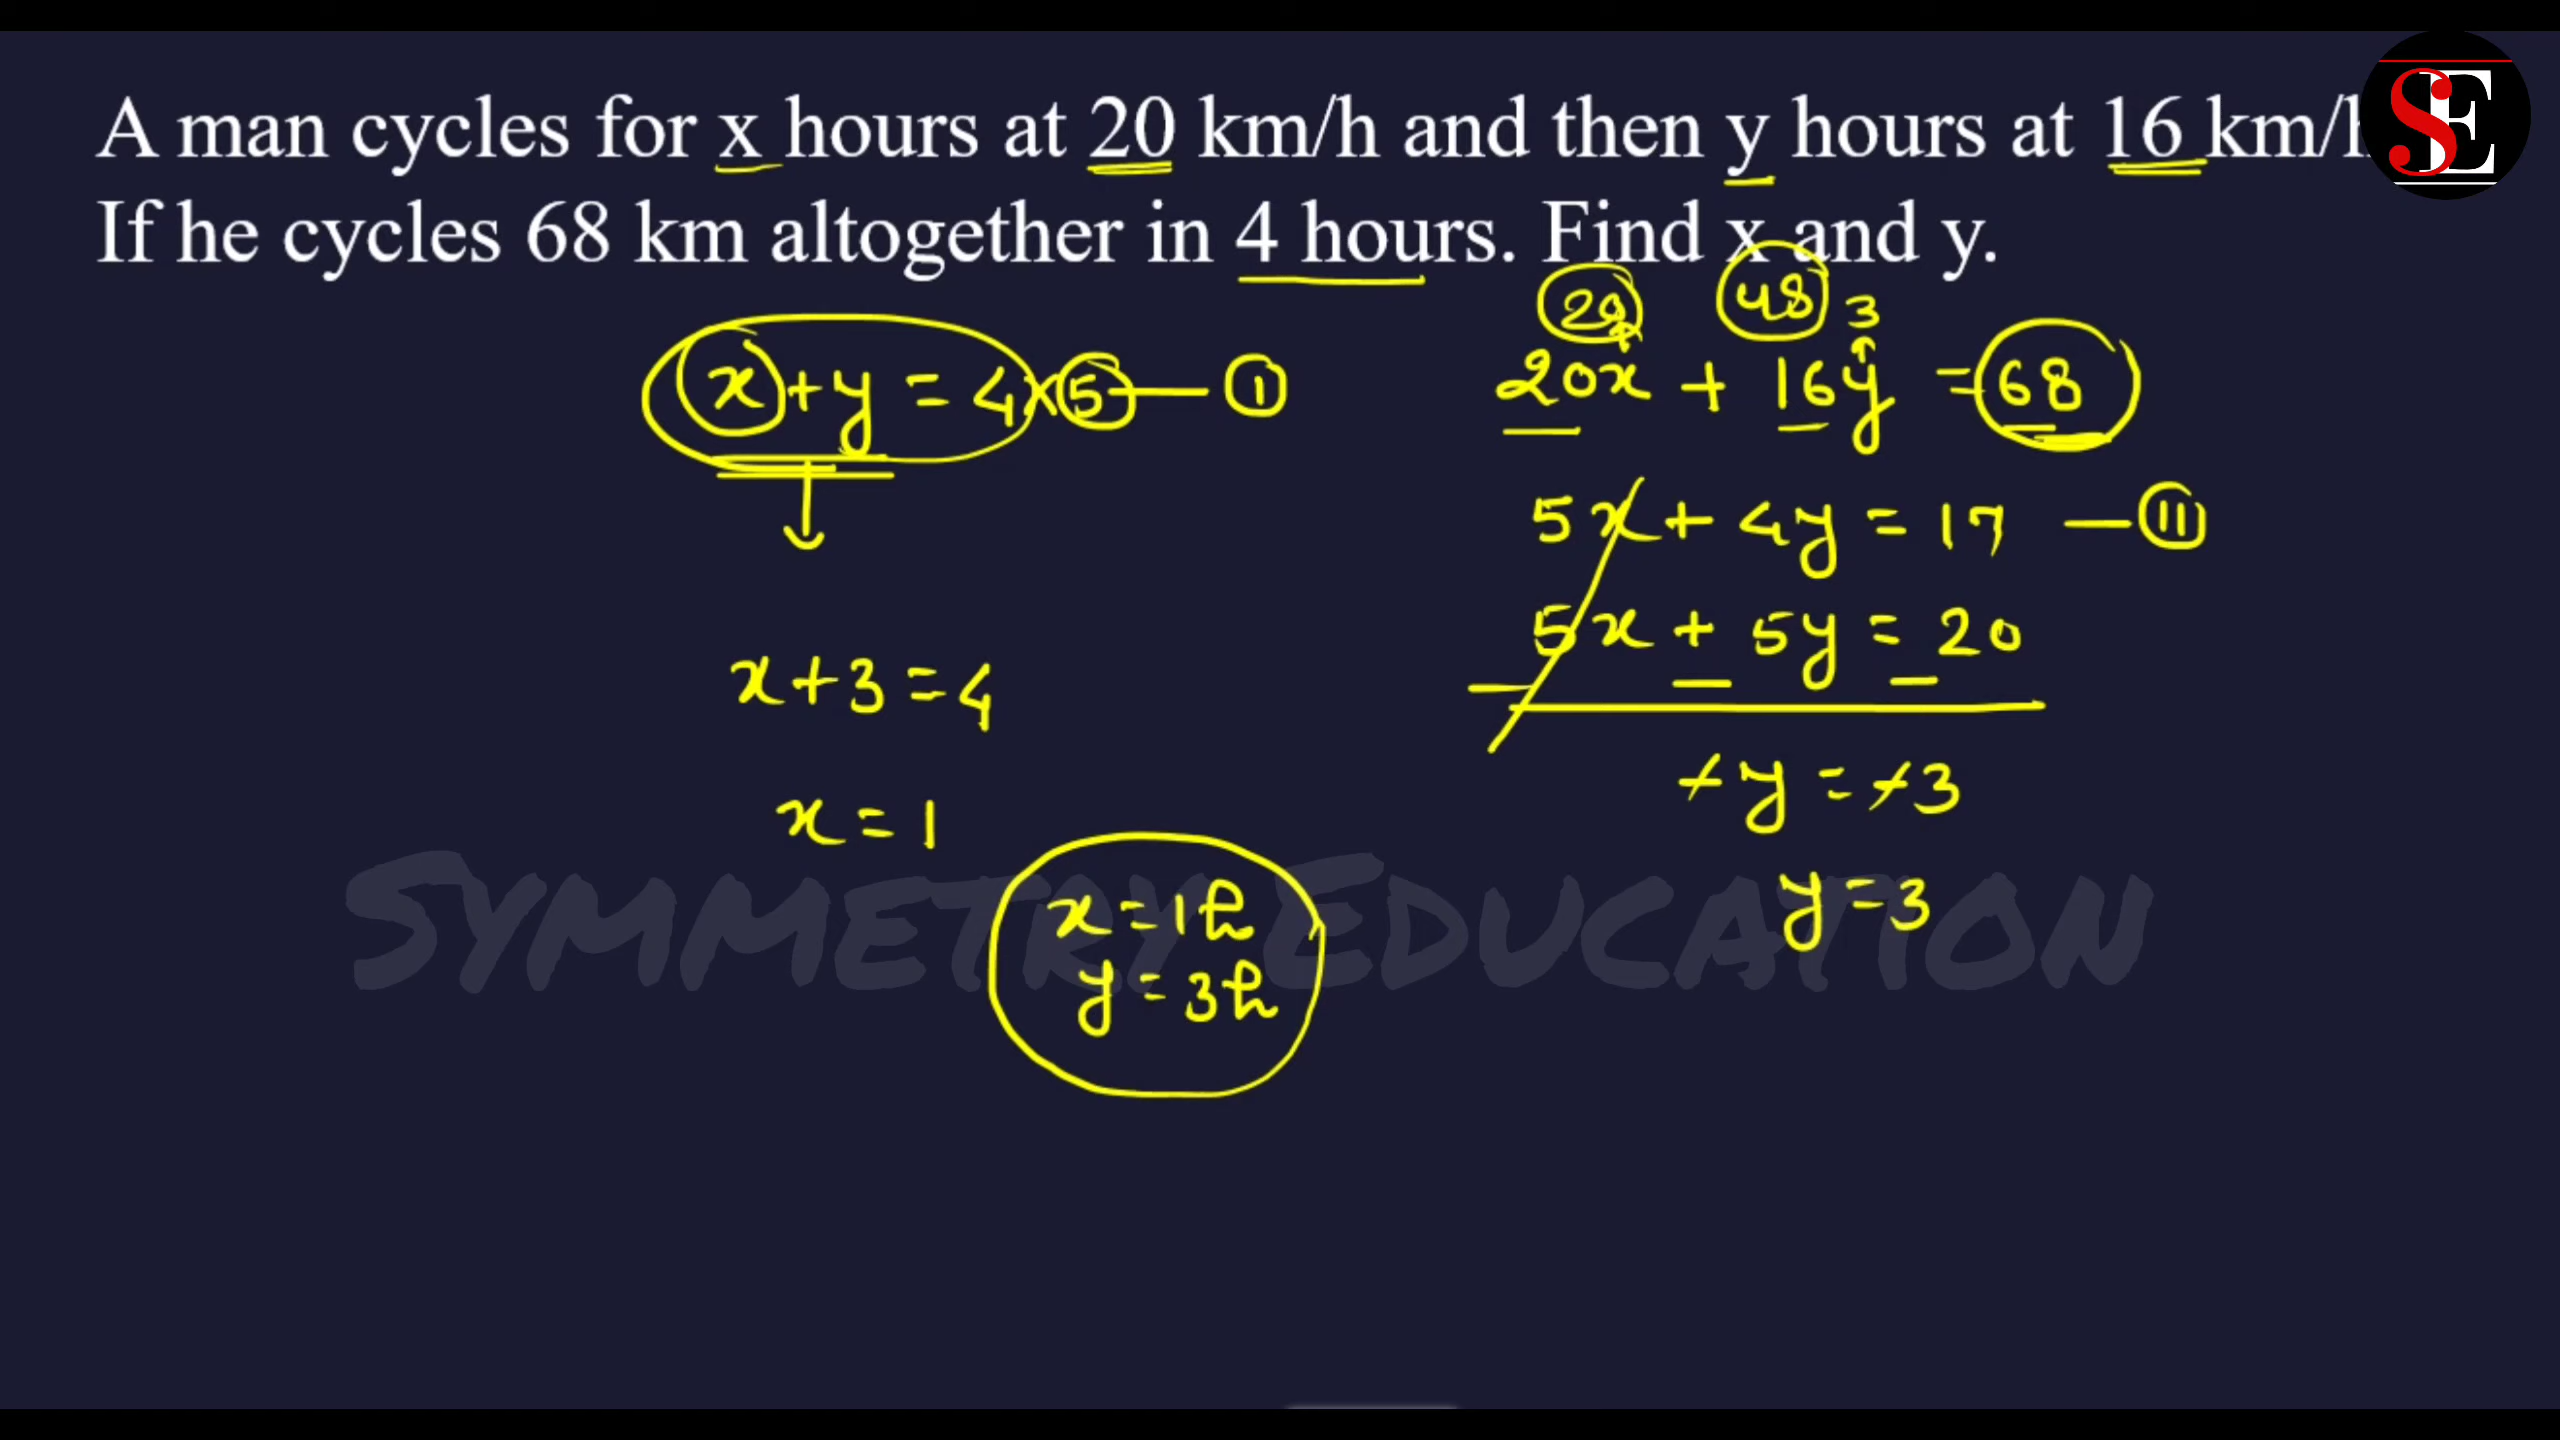 A man cycles for x hours at 20 km/h and then y hours at 16 km/h
SE
If he cycles 68 km altogether in 4 hours. Find x and y.
20 48 3
x + y = 4 × 5 — I
20x + 16y = 68
5x + 4y = 17 — II
5x + 5y = 20
x + 3 = 4
- y = - 3
x = 1
y = 3
x = 1h
y = 3h
Symmetry Education